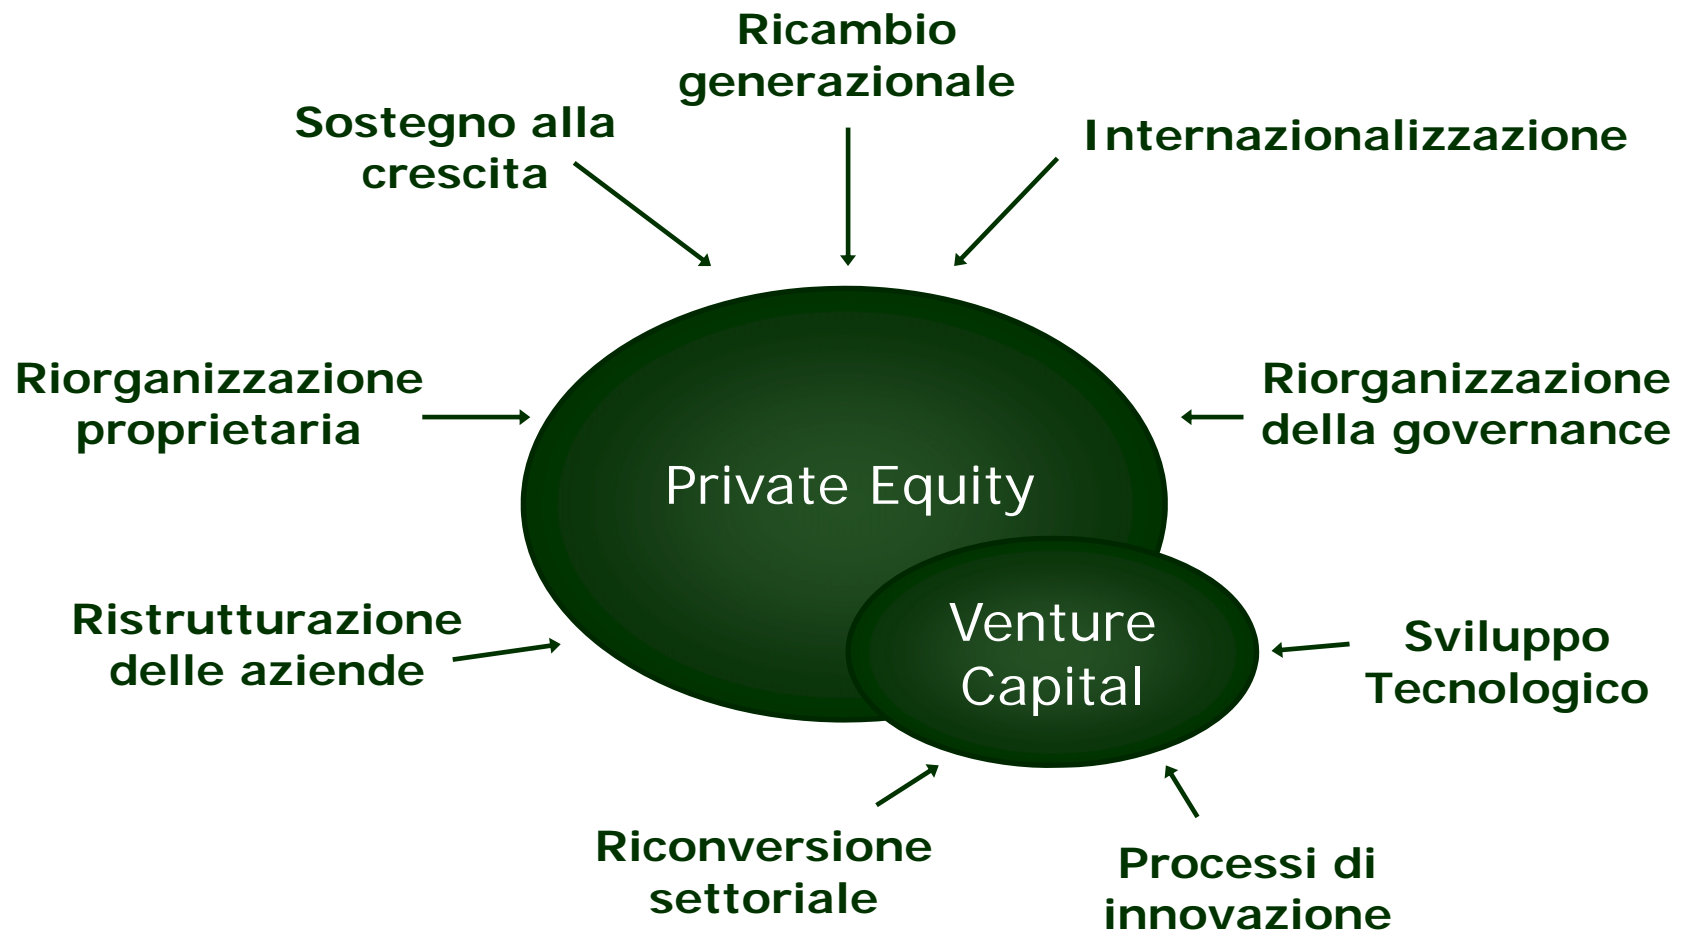 Ricambio
generazionale
Sostegno alla
crescita
Internazionalizzazione
Riorganizzazione
proprietaria
Riorganizzazione
della governance
Private Equity
Venture
Capital
Ristrutturazione
delle aziende
Sviluppo
Tecnologico
Riconversione
settoriale
Processi di
innovazione